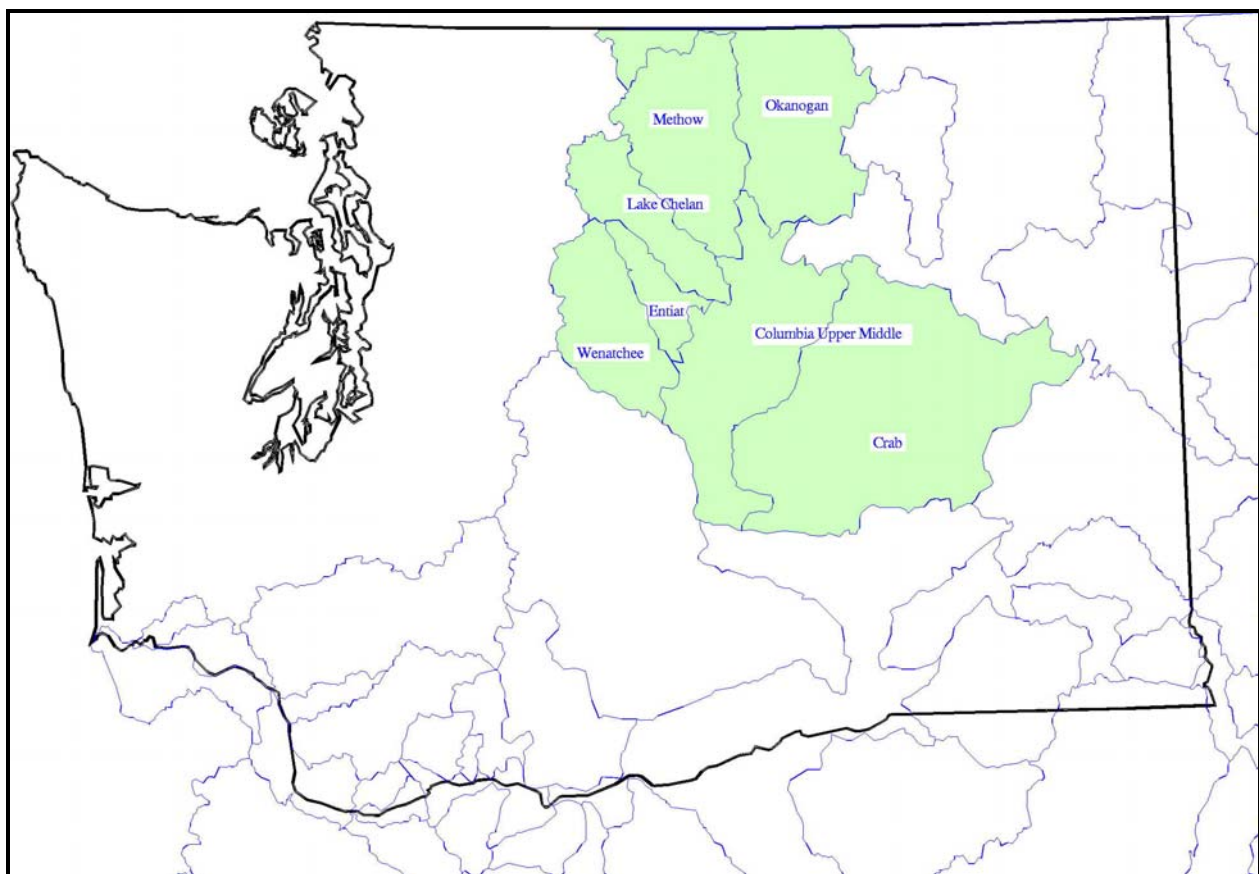 Okanogan
Methow
Lake Chelan
Entiat
Columbia Upper Middle
Wenatchee
Crab